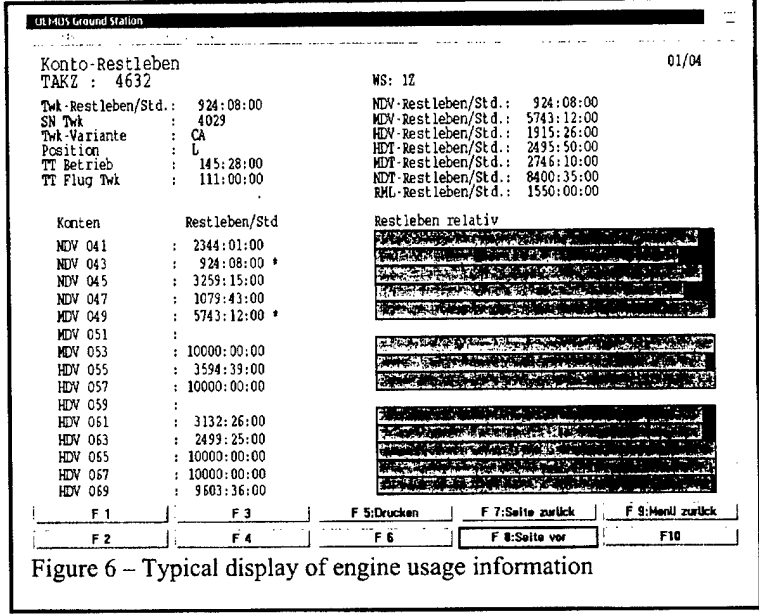 OLMOS Ground Station
Konto-Restleben 01/04
TAKZ : 4632 WS: 1Z
Twk-Restleben/Std.: 924:08:00 NDV-Restleben/Std.: 924:08:00
SN Twk : 4029 MDV-Restleben/Std.: 5743:12:00
Twk-Variante : CA HDV-Restleben/Std.: 1915:26:00
Position : L HDT-Restleben/Std.: 2495:50:00
TT Betrieb : 145:28:00 MDT-Restleben/Std.: 2746:10:00
TT Flug Twk : 111:00:00 NDT-Restleben/Std.: 8400:35:00
RML-Restleben/Std.: 1550:00:00
Konten Restleben/Std Restleben relativ
NDV 041 : 2344:01:00
NDV 043 : 924:08:00 *
NDV 045 : 3259:15:00
NDV 047 : 1079:43:00
MDV 049 : 5743:12:00 *
MDV 051 :
MDV 053 : 10000:00:00
HDV 055 : 3594:39:00
HDV 057 : 10000:00:00
HDV 059 :
HDV 061 : 3132:26:00
HDV 063 : 2499:25:00
HDV 065 : 10000:00:00
HDV 067 : 10000:00:00
HDV 069 : 9603:36:00
F 1 F 3 F 5:Drucken F 7:Seite zurück F 9:Menü zurück
F 2 F 4 F 6 F 8:Seite vor F10
Figure 6 – Typical display of engine usage information